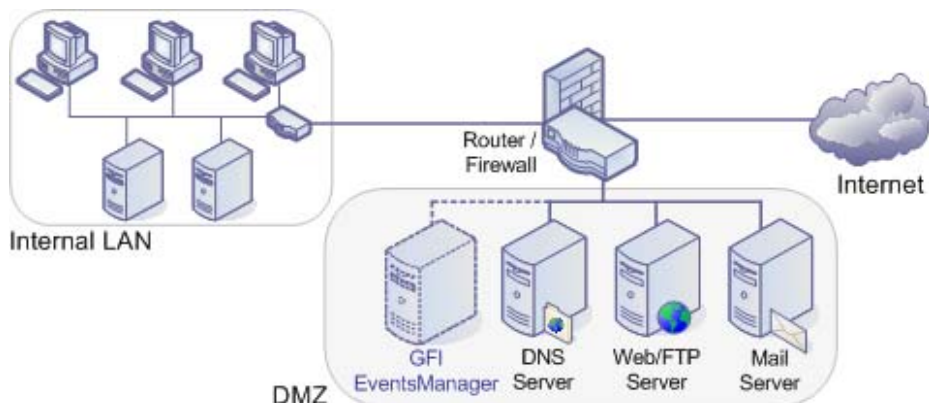 Router /
Firewall
Internet
Internal LAN
GFI
EventsManager
DNS
Server
Web/FTP
Server
Mail
Server
DMZ